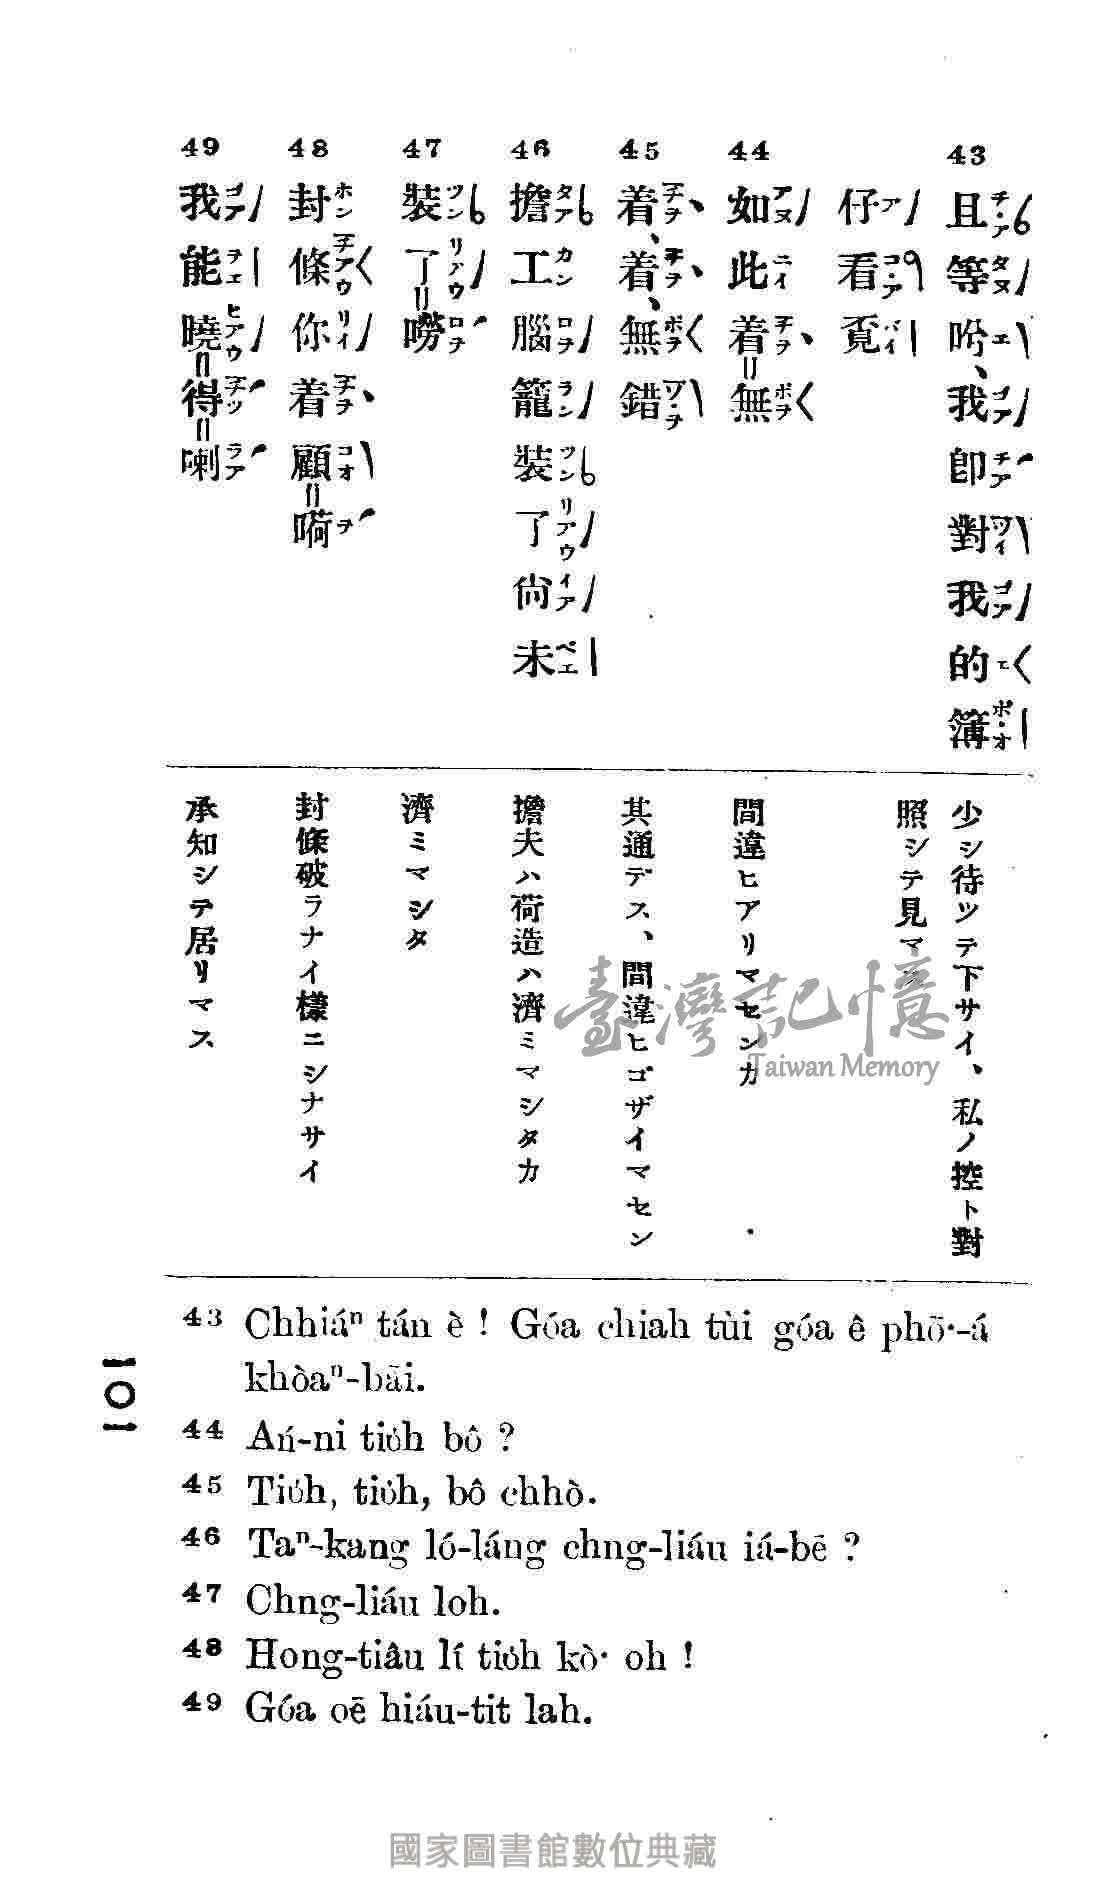 43 且等吟、我卽對我的簿
仔看覓
44 如此着=無
45 着、着、無錯
46 擔工腦籠裝了尙未
47 裝了=嘮
48 封條你着顧=嗬
49 我能曉=得=喇
少シ待ツテ下サイ、私ノ控ト對
照シテ見マス
間違ヒアリマセンカ
其通デス、間違ヒゴザイマセン
擔夫ハ荷造ハ濟ミマシタカ
濟ミマシタ
封條破ラナイ樣ニシナサイ
承知シテ居リマス
43 Chhiáⁿ tán è! Góa chiah tùi góa ê phō·-á
khòaⁿ-bāi.
44 Ań-ni tio̍h bô?
45 Tio̍h, tio̍h, bô chhò.
46 Taⁿ-kang ló-láng chng-liáu iá-bē?
47 Chng-liáu loh.
48 Hong-tiâu lí tio̍h kò· oh!
49 Góa oē hiáu-tit lah.
101
臺灣記憶
Taiwan Memory
國家圖書館數位典藏